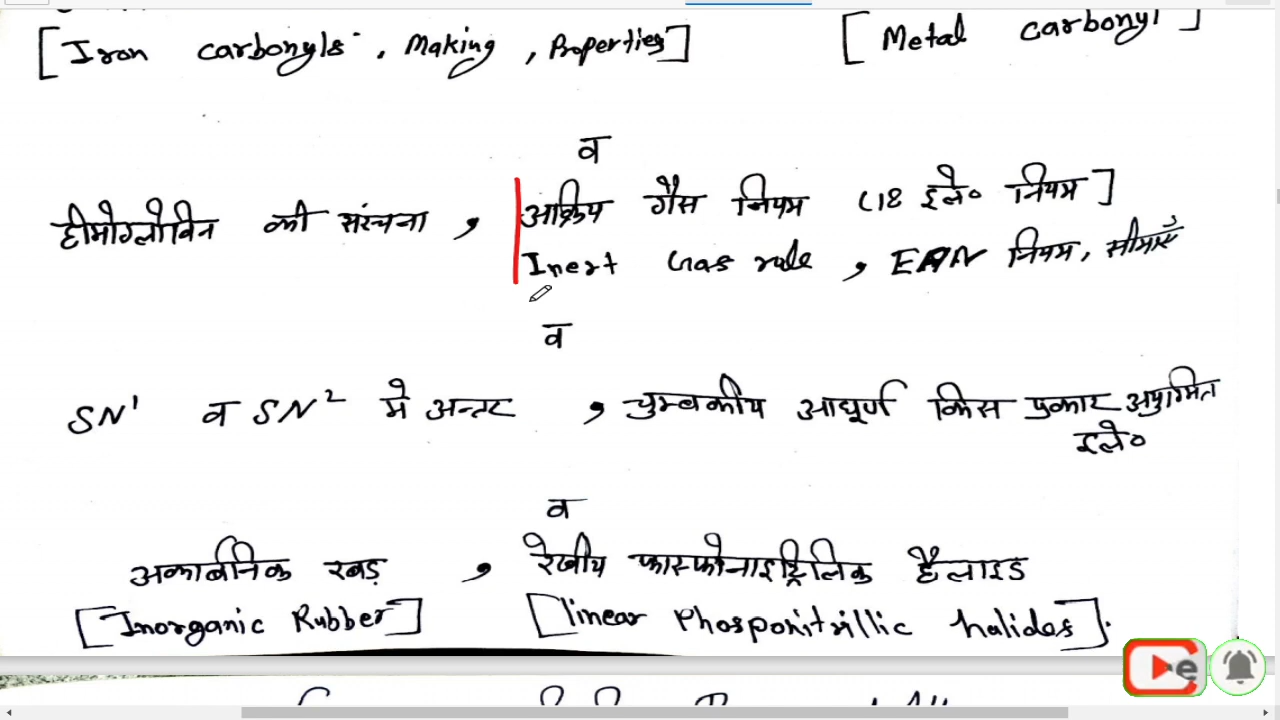 [Iron carbonyls, Making, Properties] [Metal carbonyl]
व
हीमोग्लोबिन की संरचना, आक्रिय गैस नियम (18 इले० नियम]
Inert Gas rule, EAN नियम, सीमाएँ
व
SN¹ व SN² मे अन्तर, चुम्बकीय आघूर्ण किस प्रकार अयुग्मित
इले०
व
अकार्बनिक रबड़, रेखीय फास्फोनाइट्रिलिक हैलाइड
[Inorganic Rubber] [linear Phosponitrillic halides].